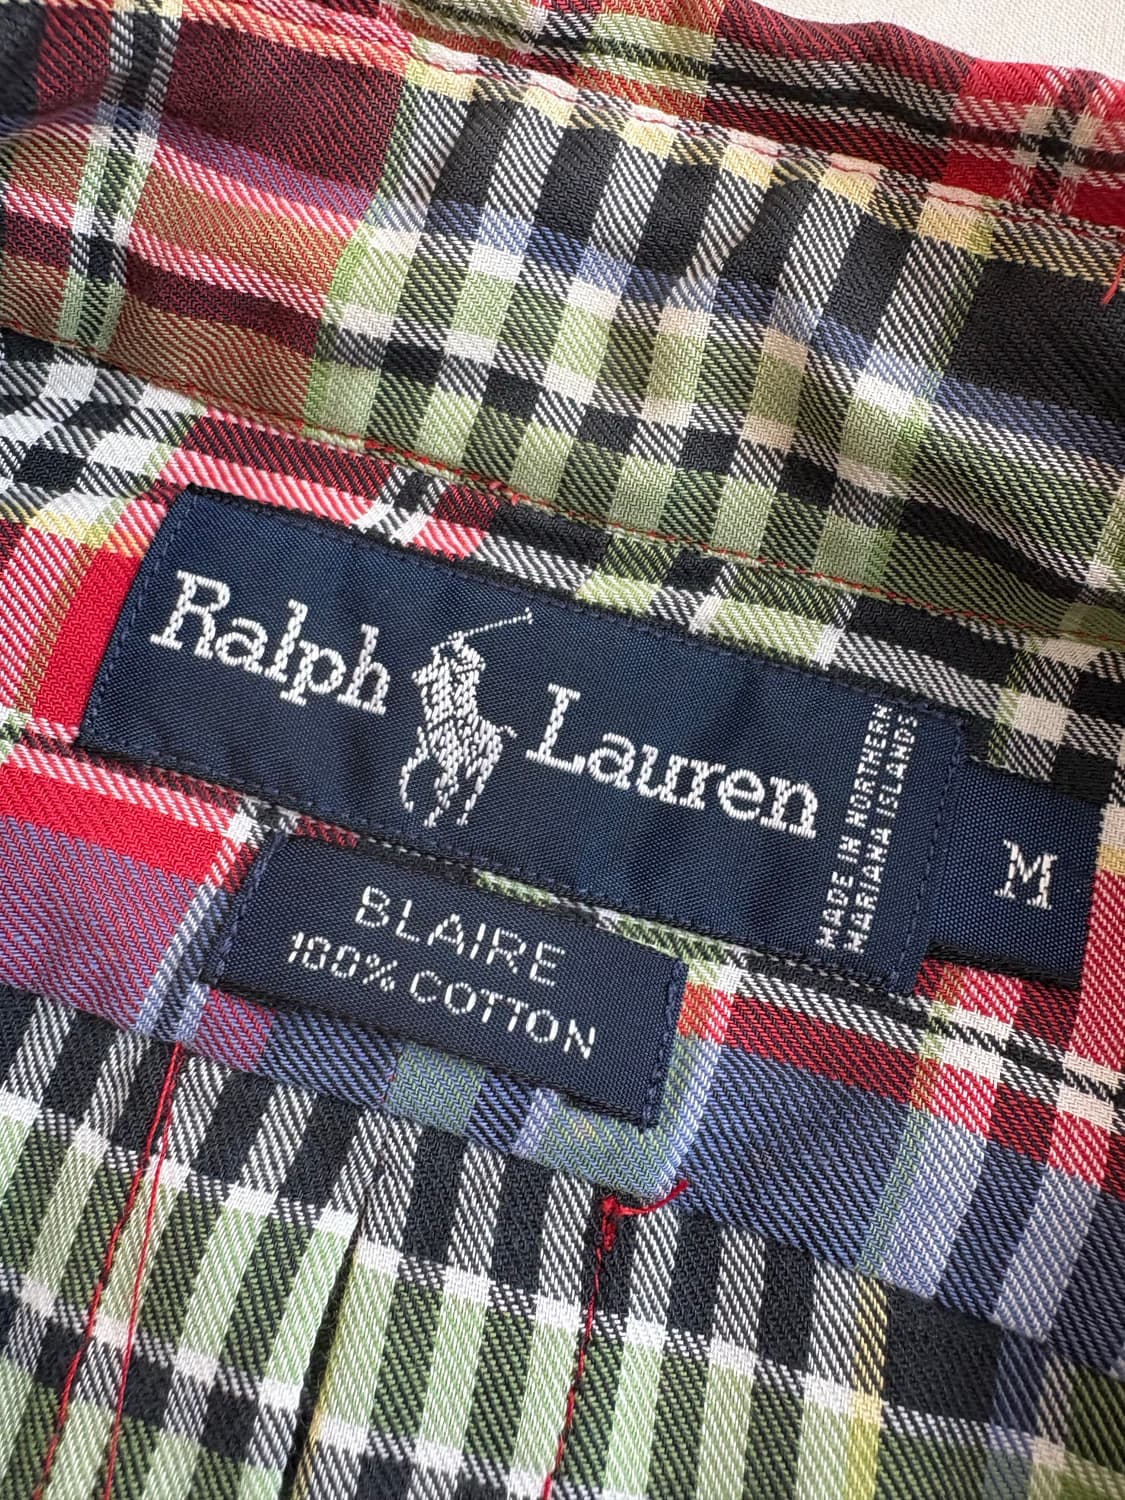 Ralph Lauren
MADE IN NORTHERN
MARIANA ISLANDS
M
BLAIRE
100% COTTON